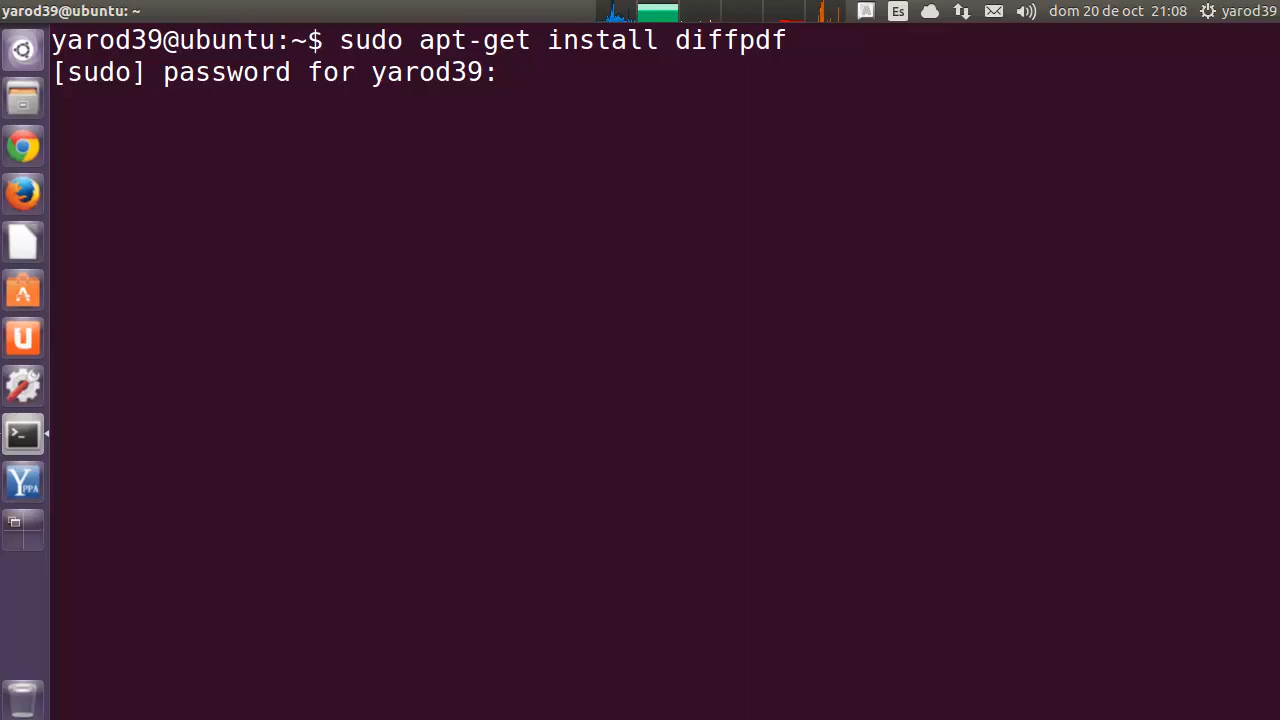 yarod39@ubuntu: ~
Es
dom 20 de oct 21:08
yarod39
yarod39@ubuntu:~$ sudo apt-get install diffpdf
[sudo] password for yarod39:
>_
Y PPA